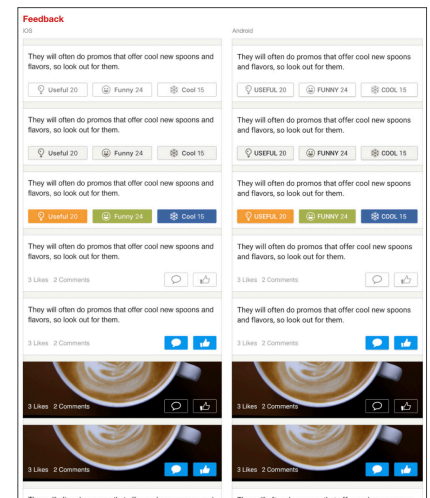 Feedback
iOS
Android
They will often do promos that offer cool new spoons and
flavors, so look out for them.
Useful 20 Funny 24 Cool 15
They will often do promos that offer cool new spoons
and flavors, so look out for them.
USEFUL 20 FUNNY 24 COOL 15
They will often do promos that offer cool new spoons and
flavors, so look out for them.
Useful 20 Funny 24 Cool 15
They will often do promos that offer cool new spoons
and flavors, so look out for them.
USEFUL 20 FUNNY 24 COOL 15
They will often do promos that offer cool new spoons and
flavors, so look out for them.
Useful 20 Funny 24 Cool 15
They will often do promos that offer cool new spoons
and flavors, so look out for them.
USEFUL 20 FUNNY 24 COOL 15
They will often do promos that offer cool new spoons and
flavors, so look out for them.
3 Likes 2 Comments
They will often do promos that offer cool new spoons
and flavors, so look out for them.
3 Likes 2 Comments
They will often do promos that offer cool new spoons and
flavors, so look out for them.
3 Likes 2 Comments
They will often do promos that offer cool new spoons
and flavors, so look out for them.
3 Likes 2 Comments
3 Likes 2 Comments
3 Likes 2 Comments
3 Likes 2 Comments
3 Likes 2 Comments